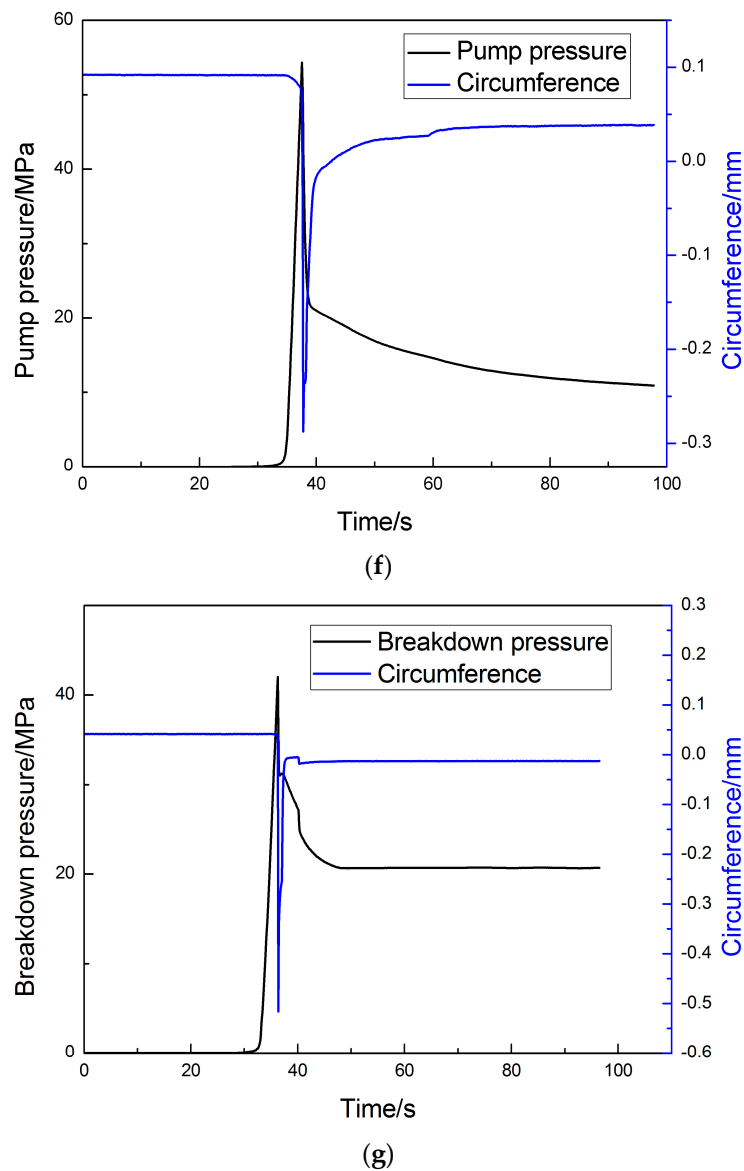 60
40
20
0
Pump pressure/MPa
Pump pressure
Circumference
0.1
0.0
-0.1
-0.2
-0.3
Circumference/mm
0 20 40 60 80 100
Time/s
(f)
40
20
0
Breakdown pressure/MPa
Breakdown pressure
Circumference
0.3
0.2
0.1
0.0
-0.1
-0.2
-0.3
-0.4
-0.5
-0.6
Circumference/mm
0 20 40 60 80 100
Time/s
(g)